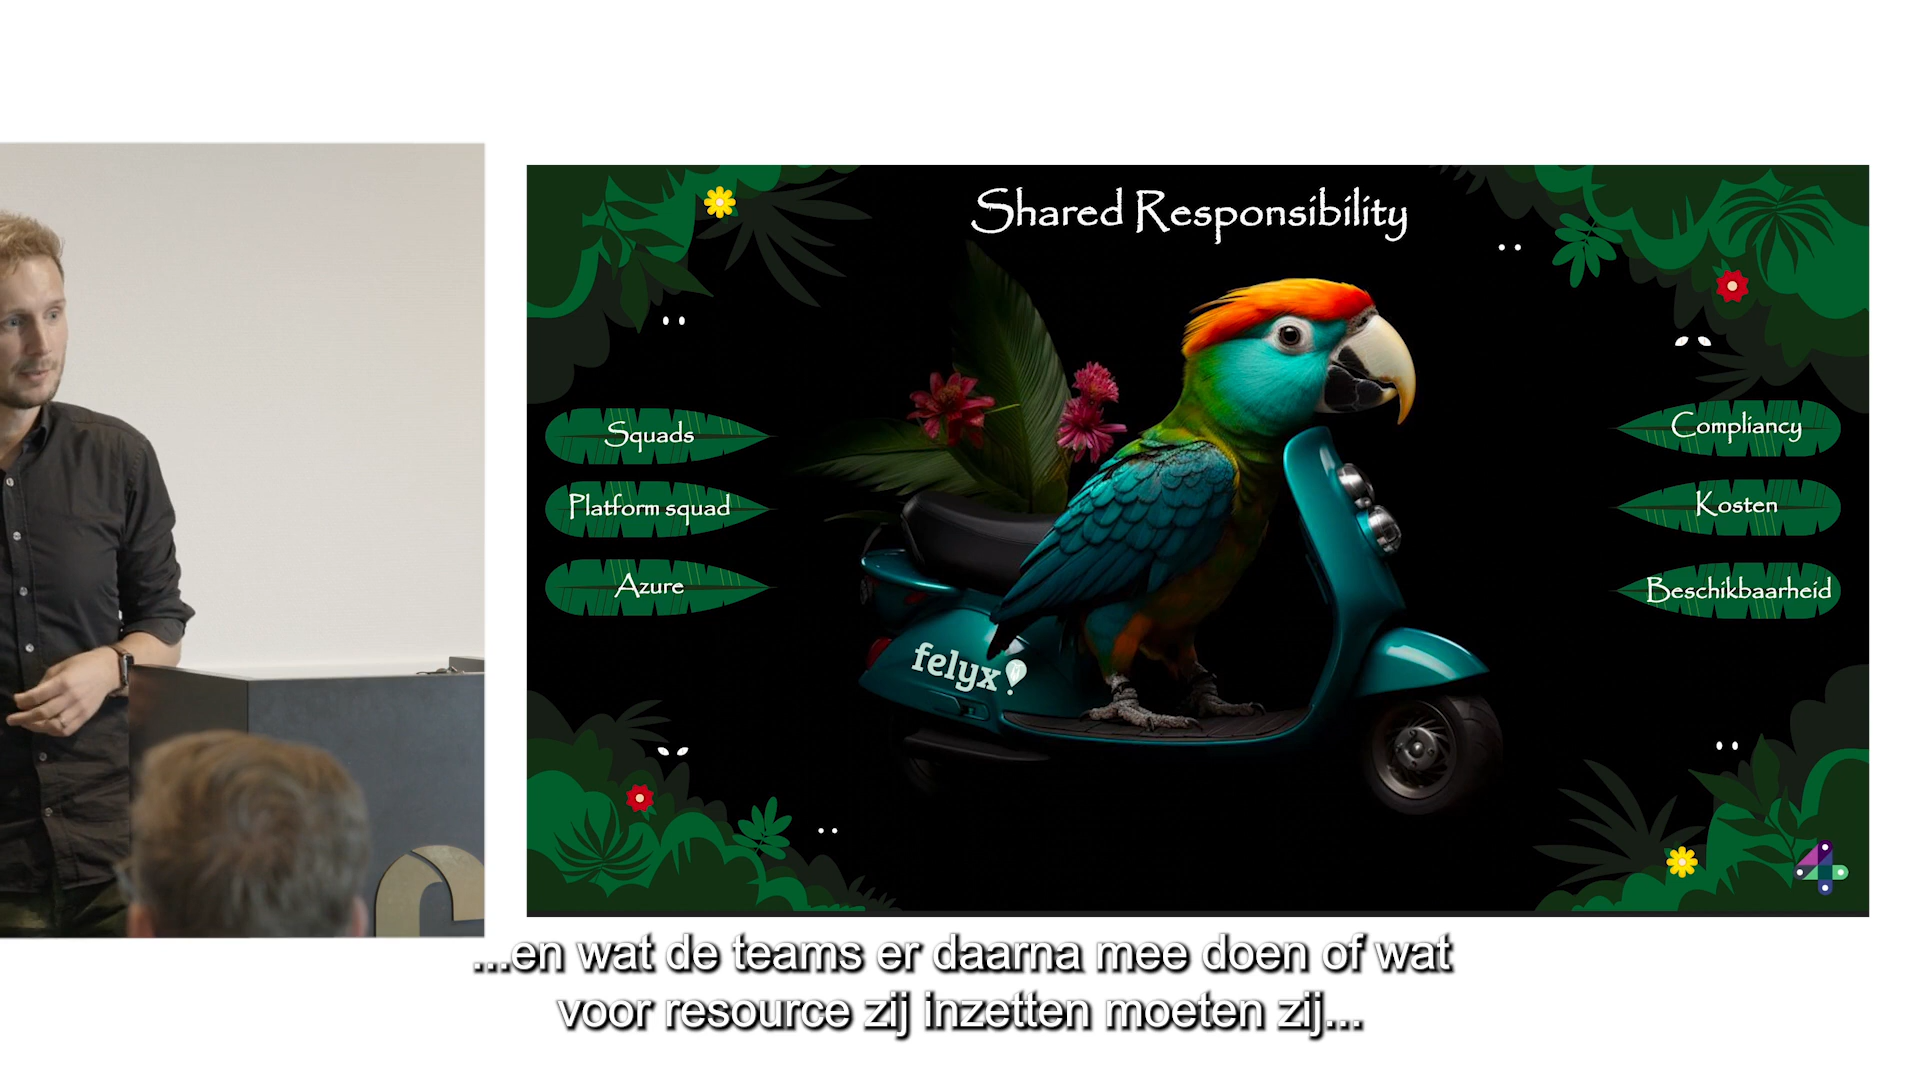 Shared Responsibility
Squads
Platform squad
Azure
Compliancy
Kosten
Beschikbaarheid
felyx
...en wat de teams er daarna mee doen of wat
voor resource zij inzetten moeten zij...